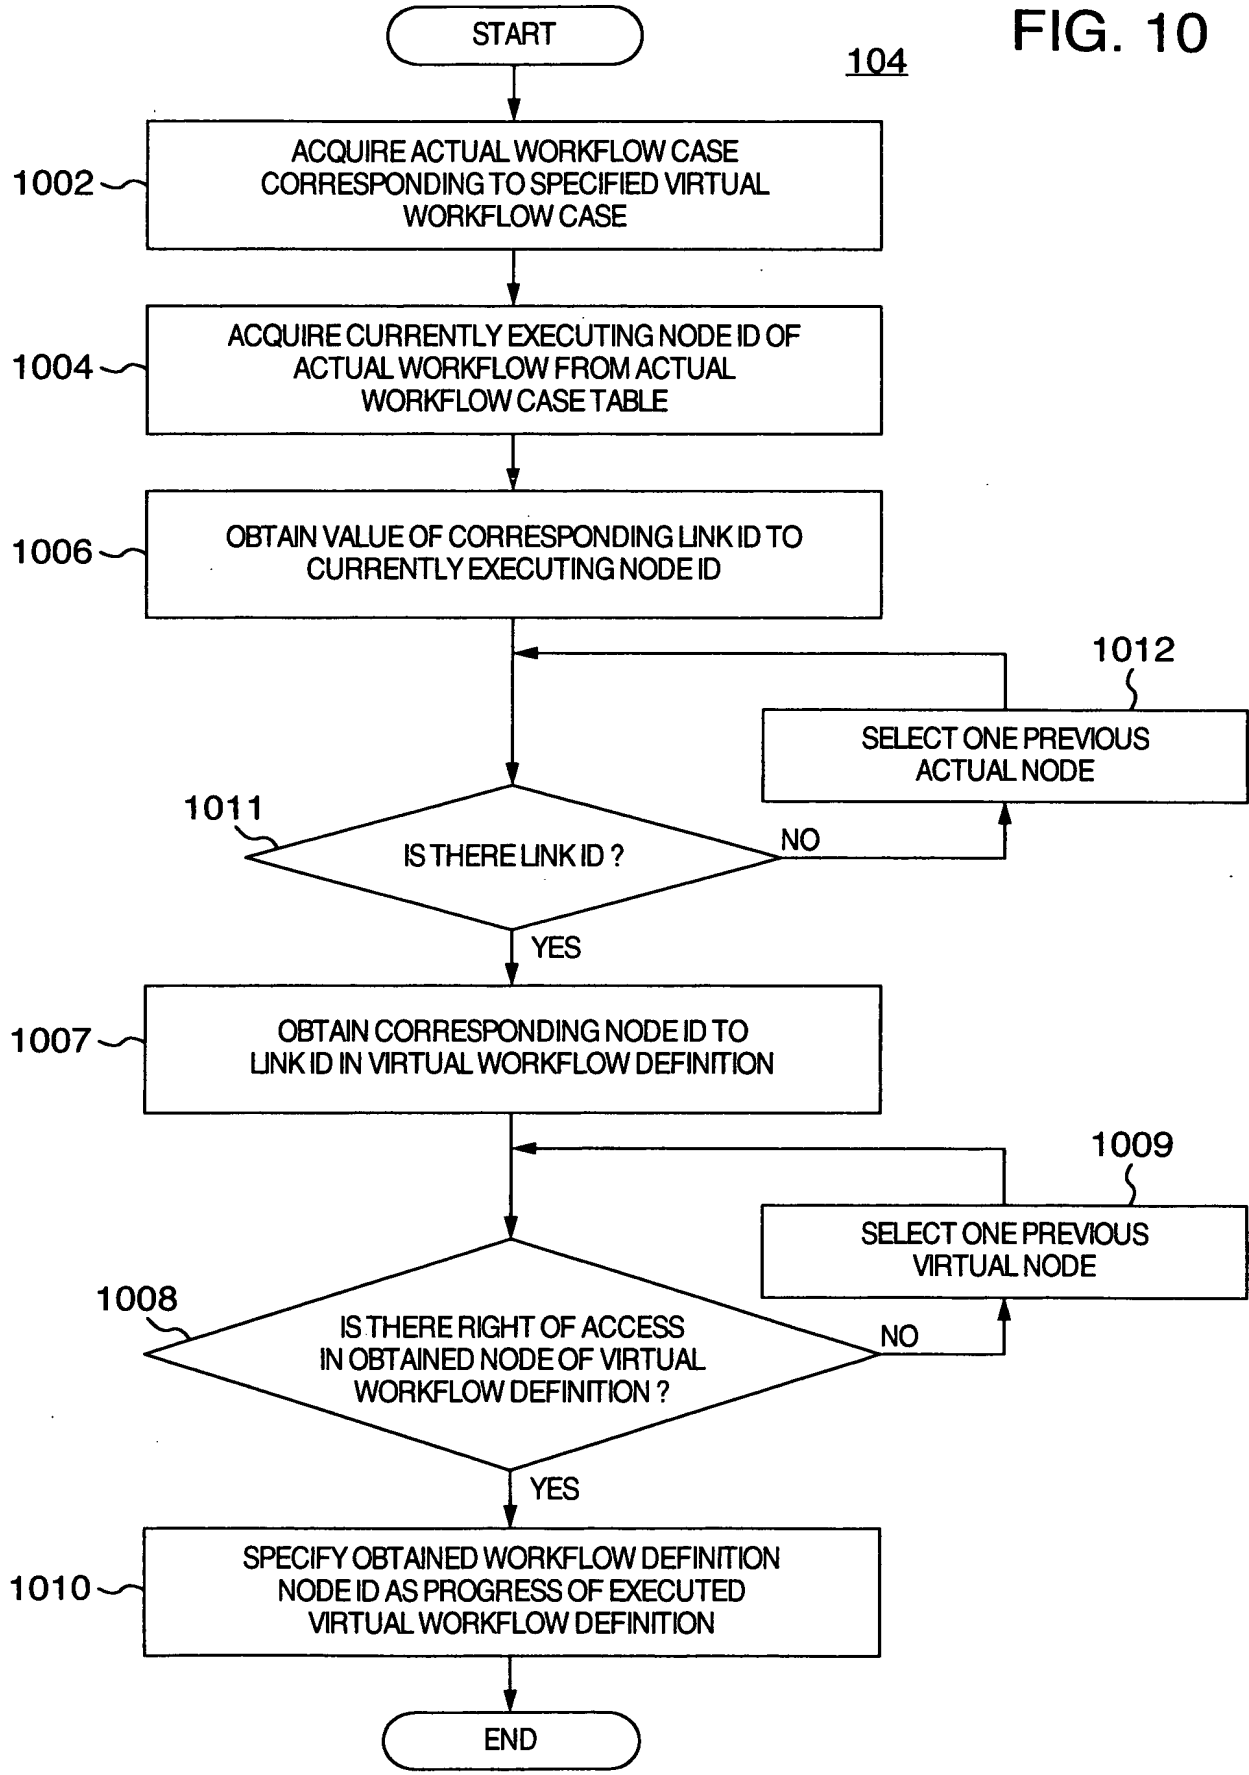 FIG. 10
104
START
1002
ACQUIRE ACTUAL WORKFLOW CASE
CORRESPONDING TO SPECIFIED VIRTUAL
WORKFLOW CASE
1004
ACQUIRE CURRENTLY EXECUTING NODE ID OF
ACTUAL WORKFLOW FROM ACTUAL
WORKFLOW CASE TABLE
1006
OBTAIN VALUE OF CORRESPONDING LINK ID TO
CURRENTLY EXECUTING NODE ID
1012
SELECT ONE PREVIOUS
ACTUAL NODE
1011
IS THERE LINK ID ?
NO
YES
1007
OBTAIN CORRESPONDING NODE ID TO
LINK ID IN VIRTUAL WORKFLOW DEFINITION
1009
SELECT ONE PREVIOUS
VIRTUAL NODE
1008
IS THERE RIGHT OF ACCESS
IN OBTAINED NODE OF VIRTUAL
WORKFLOW DEFINITION ?
NO
YES
1010
SPECIFY OBTAINED WORKFLOW DEFINITION
NODE ID AS PROGRESS OF EXECUTED
VIRTUAL WORKFLOW DEFINITION
END